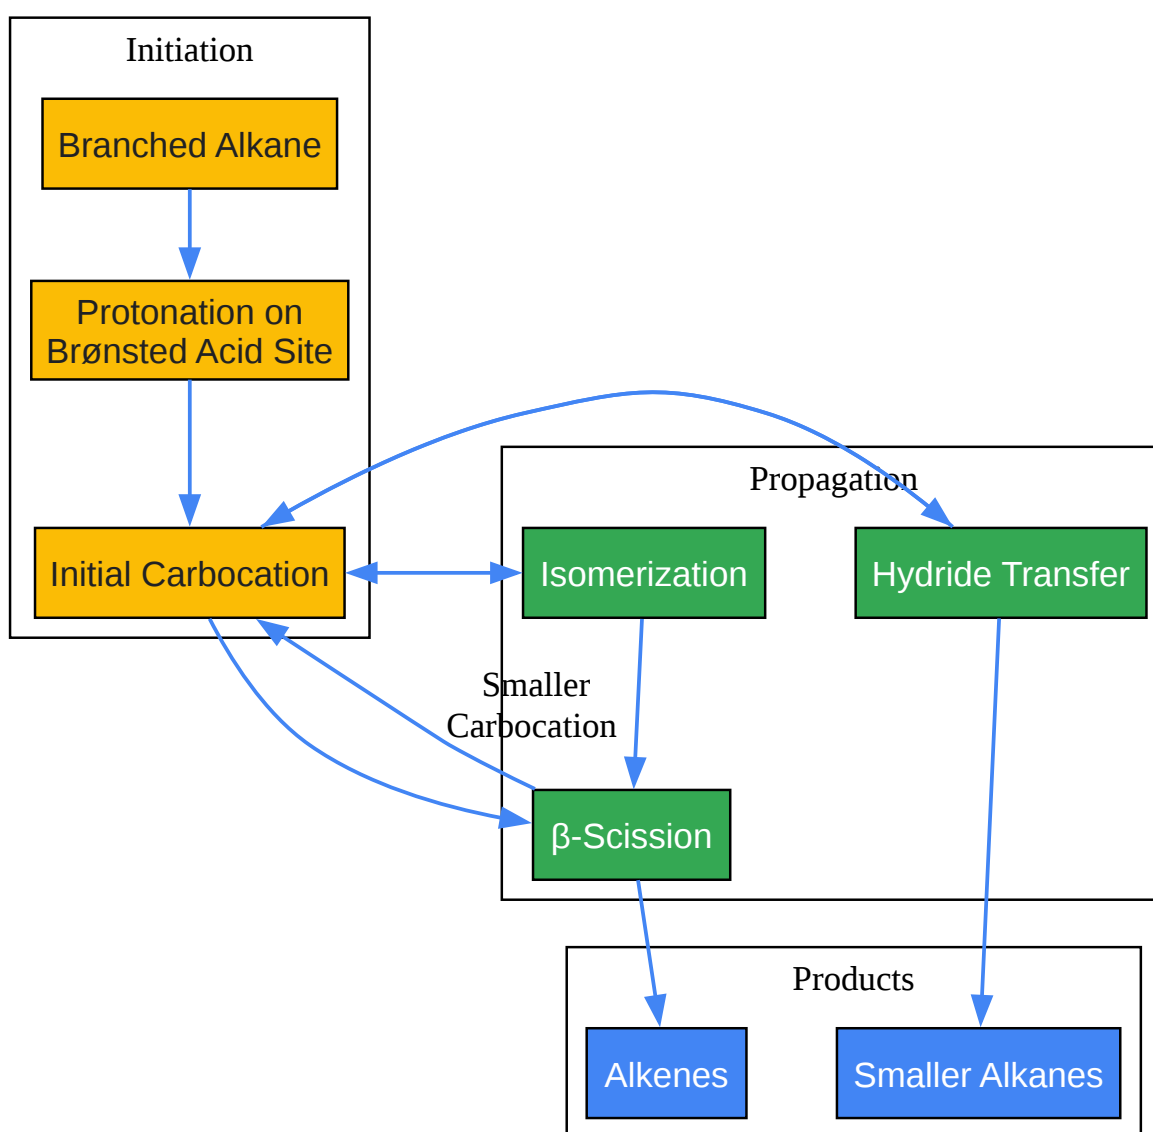 Initiation
Branched Alkane
Protonation on
Brønsted Acid Site
Initial Carbocation
Propagation
Isomerization
Hydride Transfer
Smaller
Carbocation
β-Scission
Products
Alkenes
Smaller Alkanes